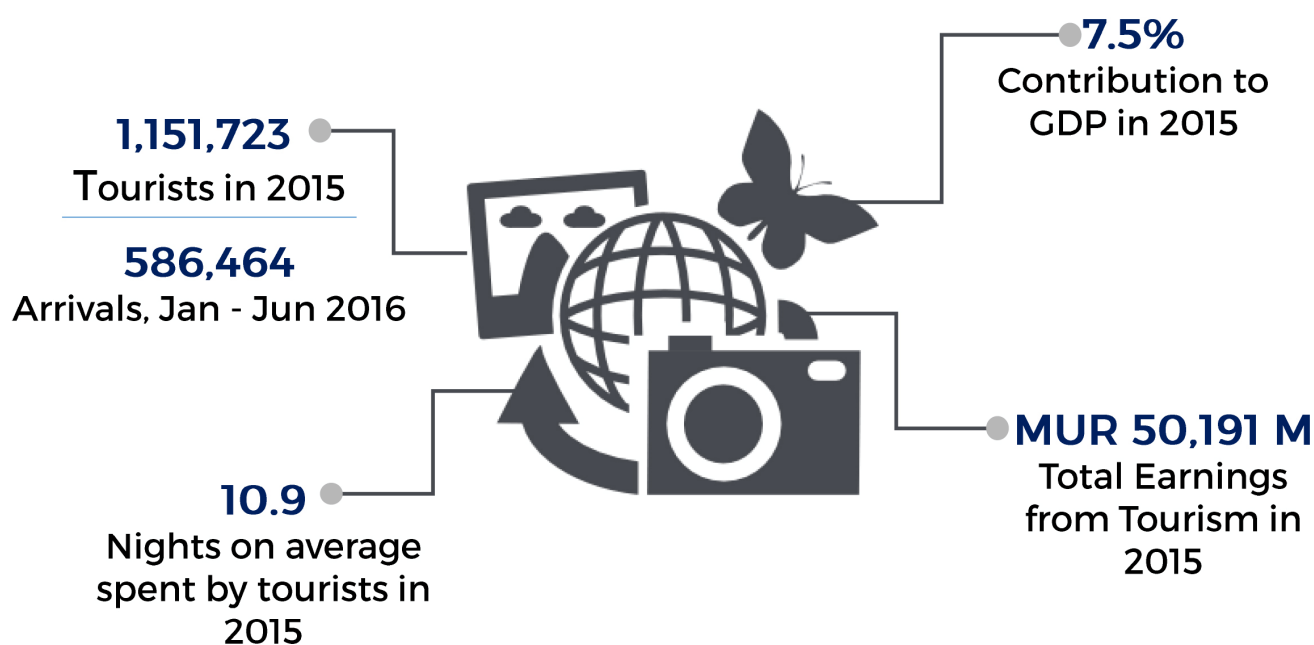 1,151,723
Tourists in 2015
586,464
Arrivals, Jan - Jun 2016
10.9
Nights on average
spent by tourists in
2015
7.5%
Contribution to
GDP in 2015
MUR 50,191 M
Total Earnings
from Tourism in
2015